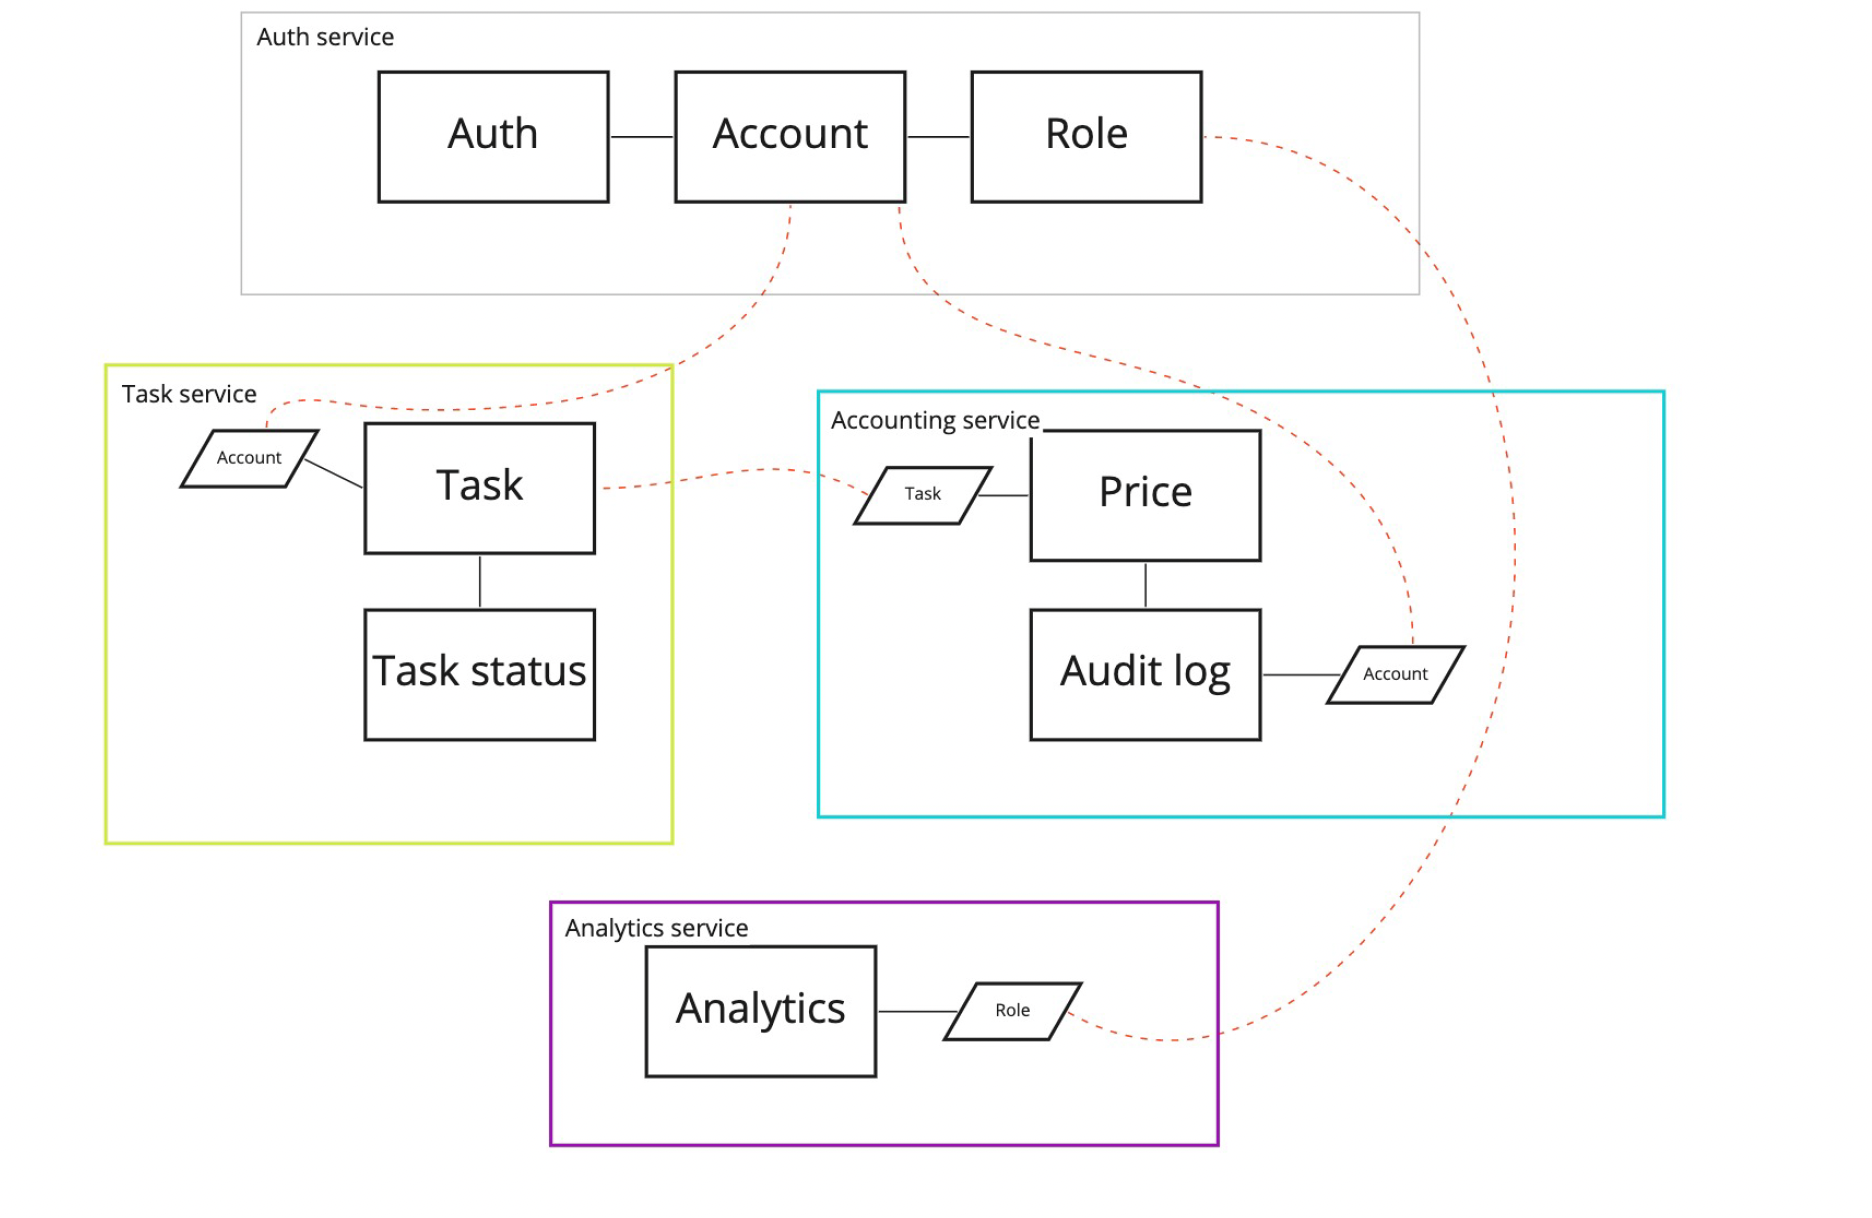 Auth service
Auth
Account
Role
Task service
Account
Task
Task status
Accounting service
Task
Price
Audit log
Account
Analytics service
Analytics
Role